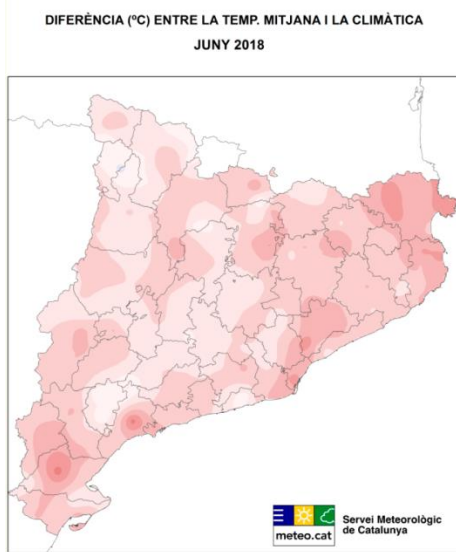 DIFERÈNCIA (ºC) ENTRE LA TEMP. MITJANA I LA CLIMÀTICA
JUNY 2018
meteo.cat
Servei Meteorològic
de Catalunya